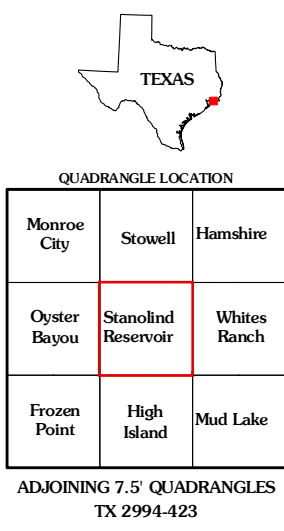 TEXAS
QUADRANGLE LOCATION
Monroe
City
Stowell
Hamshire
Oyster
Bayou
Stanolind
Reservoir
Whites
Ranch
Frozen
Point
High
Island
Mud Lake
ADJOINING 7.5' QUADRANGLES
TX 2994-423